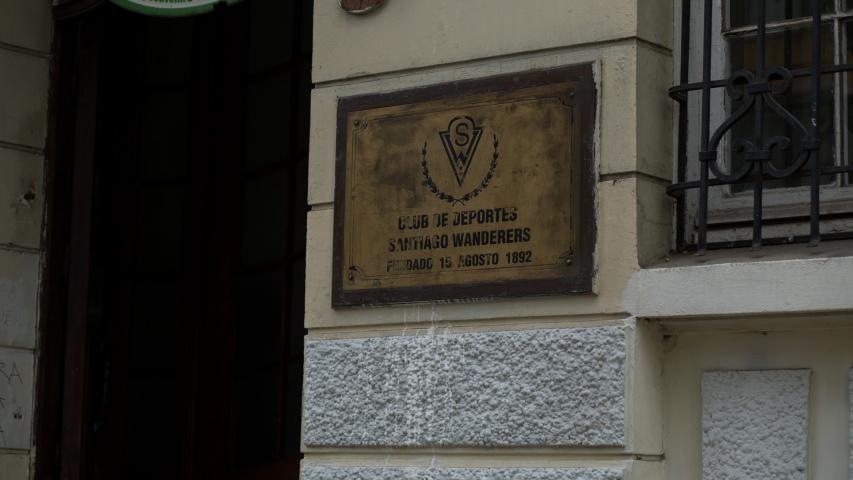 SW
CLUB DE DEPORTES
SANTIAGO WANDERERS
FUNDADO 15 AGOSTO 1892